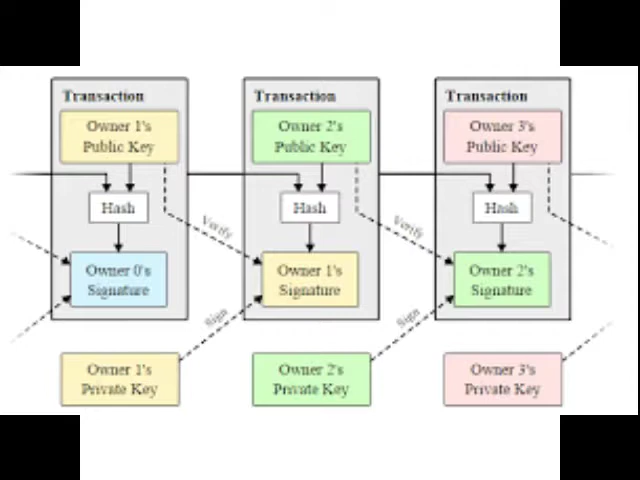 Transaction
Transaction
Transaction
Owner 1's
Public Key
Owner 2's
Public Key
Owner 3's
Public Key
Hash
Hash
Hash
Verify
Verify
Owner 0's
Signature
Owner 1's
Signature
Owner 2's
Signature
Sign
Sign
Owner 1's
Private Key
Owner 2's
Private Key
Owner 3's
Private Key